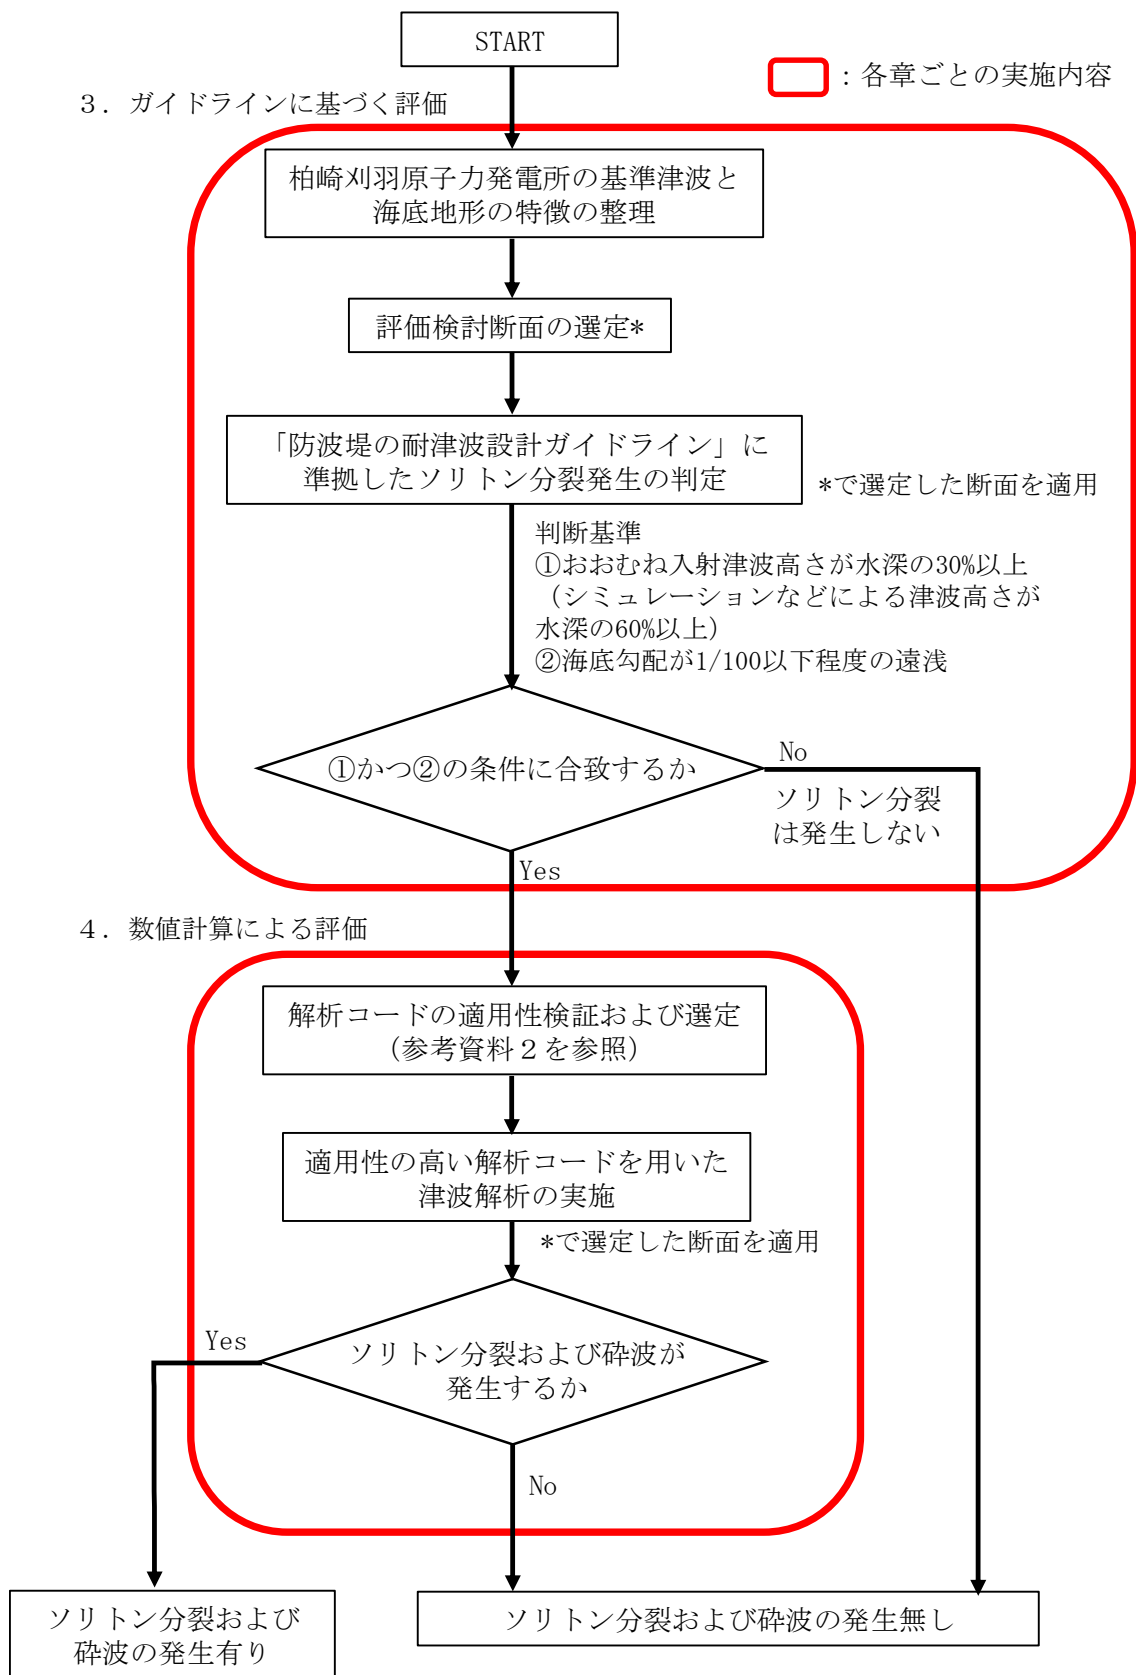 START
：各章ごとの実施内容
３．ガイドラインに基づく評価
柏崎刈羽原子力発電所の基準津波と
海底地形の特徴の整理
評価検討断面の選定*
「防波堤の耐津波設計ガイドライン」に
準拠したソリトン分裂発生の判定
*で選定した断面を適用
判断基準
①おおむね入射津波高さが水深の30%以上
（シミュレーションなどによる津波高さが
水深の60%以上）
②海底勾配が1/100以下程度の遠浅
①かつ②の条件に合致するか
No
ソリトン分裂
は発生しない
Yes
４．数値計算による評価
解析コードの適用性検証および選定
（参考資料２を参照）
適用性の高い解析コードを用いた
津波解析の実施
*で選定した断面を適用
ソリトン分裂および砕波が
発生するか
Yes
No
ソリトン分裂および
砕波の発生有り
ソリトン分裂および砕波の発生無し